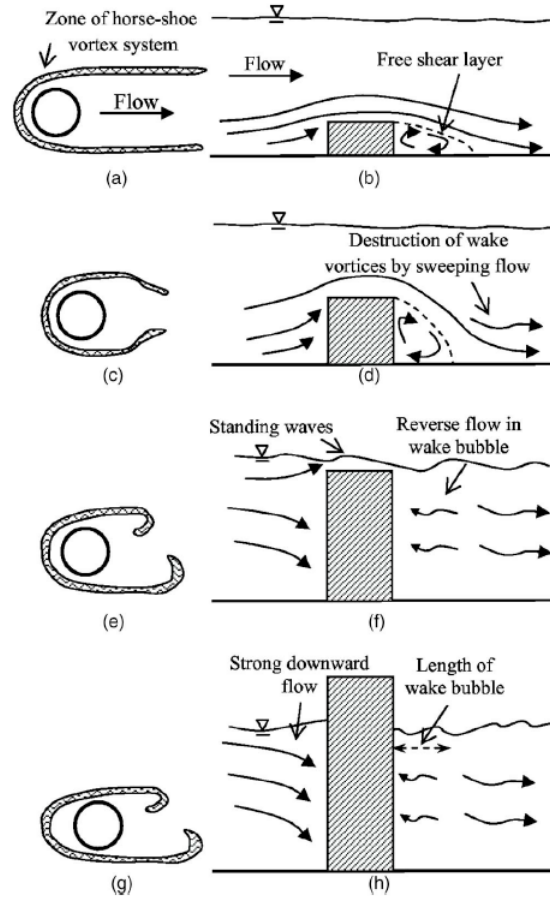 Zone of horse-shoe
vortex system
Flow
(a)
Flow
Free shear layer
(b)
(c)
Destruction of wake
vortices by sweeping flow
(d)
(e)
Standing waves
Reverse flow in
wake bubble
(f)
(g)
Strong downward
flow
Length of
wake bubble
(h)